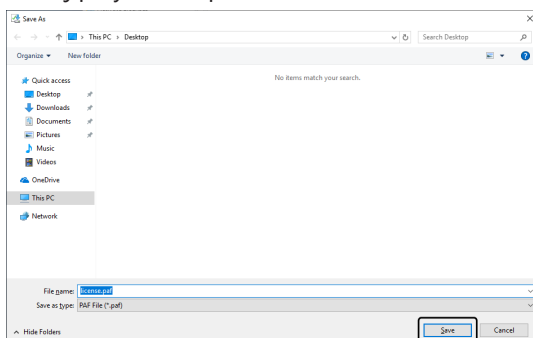 Save As
This PC › Desktop
Search Desktop
Organize
New folder
Quick access
No items match your search.
Desktop
Downloads
Documents
Pictures
Music
Videos
OneDrive
This PC
Network
File name: license.paf
Save as type: PAF File (*.paf)
Hide Folders
Save
Cancel